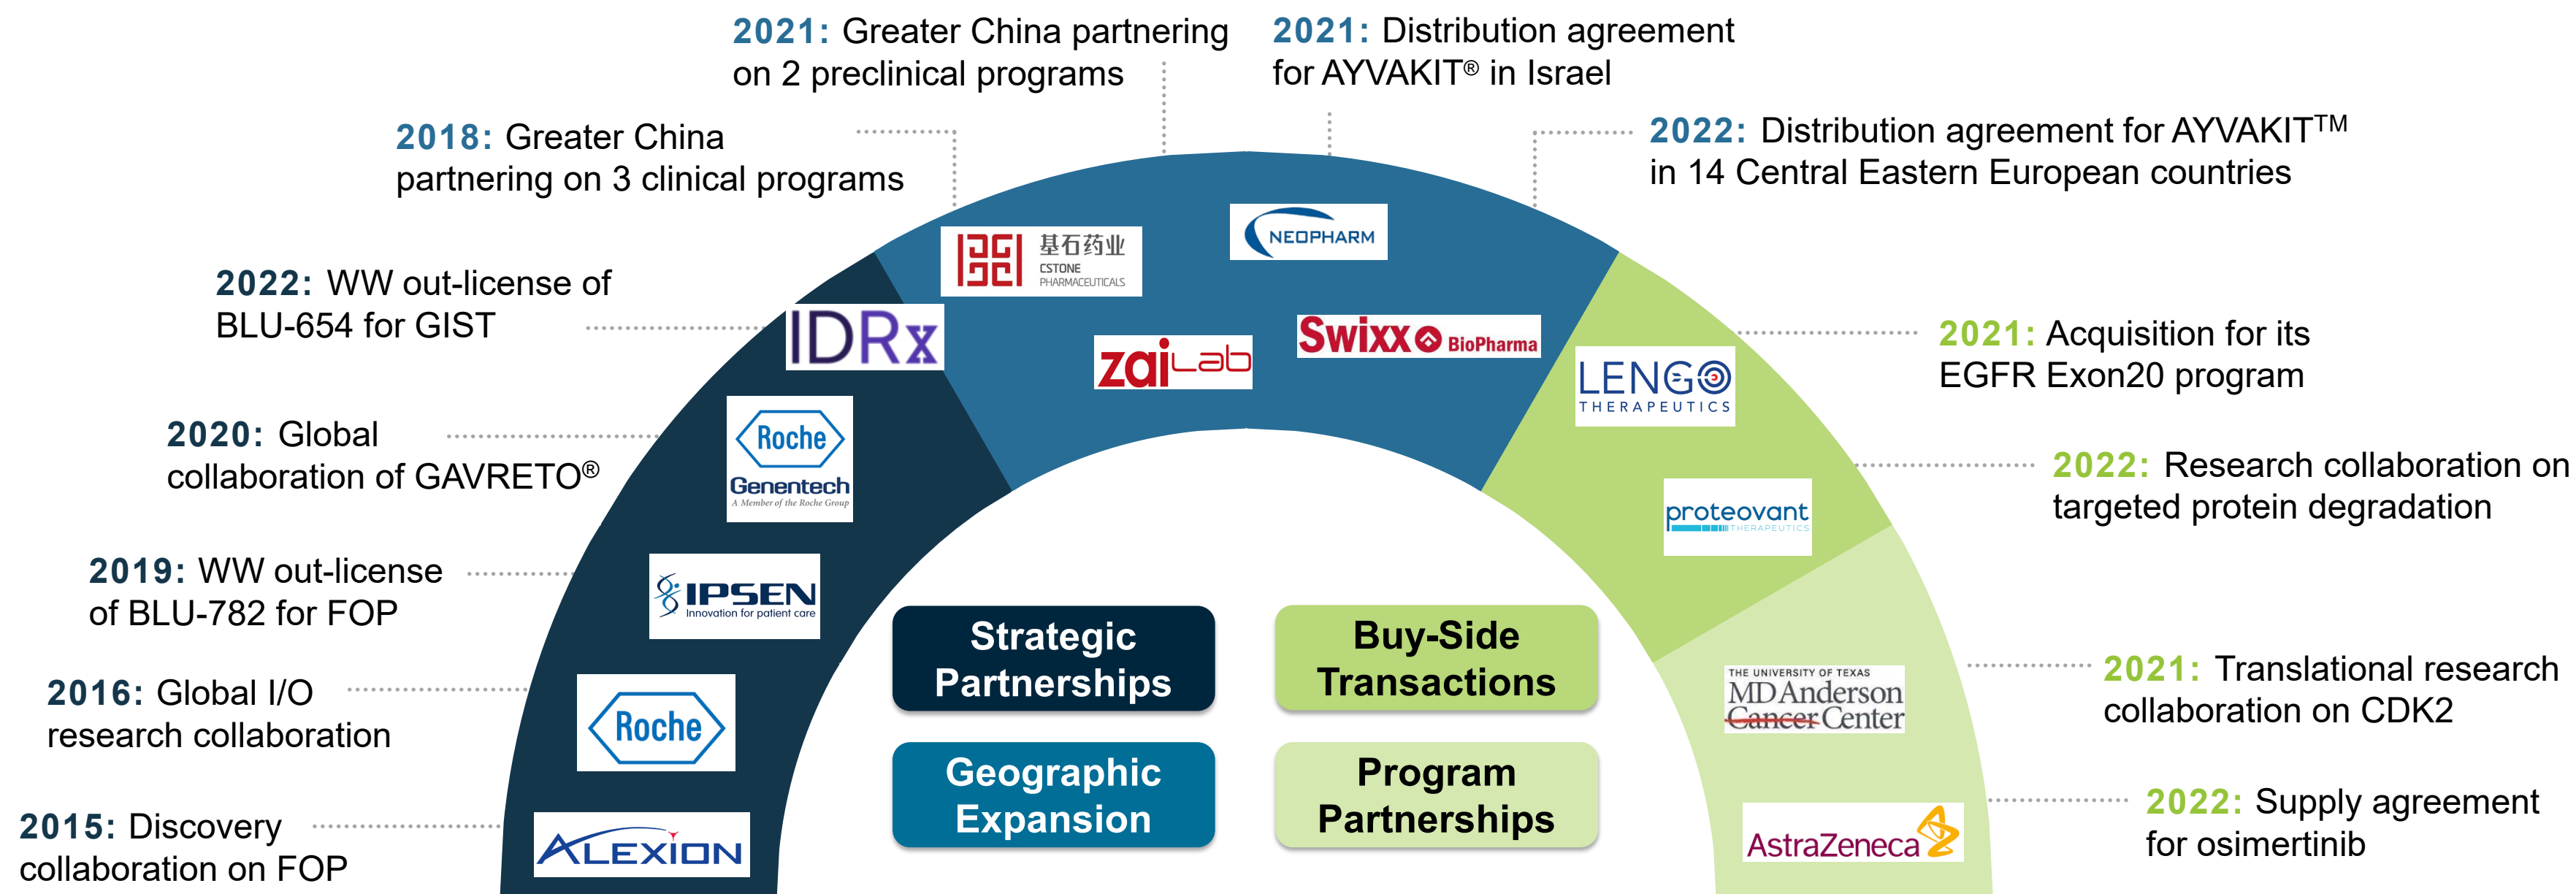 2021: Greater China partnering
on 2 preclinical programs
2021: Distribution agreement
for AYVAKIT® in Israel
2018: Greater China
partnering on 3 clinical programs
2022: Distribution agreement for AYVAKIT™
in 14 Central Eastern European countries
2022: WW out-license of
BLU-654 for GIST
2020: Global
collaboration of GAVRETO®
2019: WW out-license
of BLU-782 for FOP
2016: Global I/O
research collaboration
2015: Discovery
collaboration on FOP
IDRx
Roche
Genentech
A Member of the Roche Group
IPSEN
Innovation for patient care
Roche
ALEXION
基石药业
CSTONE
PHARMACEUTICALS
NEOPHARM
zai Lab
Swixx BioPharma
LENGO
THERAPEUTICS
proteovant
THERAPEUTICS
THE UNIVERSITY OF TEXAS
MD Anderson
Cancer Center
AstraZeneca
2021: Acquisition for its
EGFR Exon20 program
2022: Research collaboration on
targeted protein degradation
2021: Translational research
collaboration on CDK2
2022: Supply agreement
for osimertinib
Strategic
Partnerships
Buy-Side
Transactions
Geographic
Expansion
Program
Partnerships